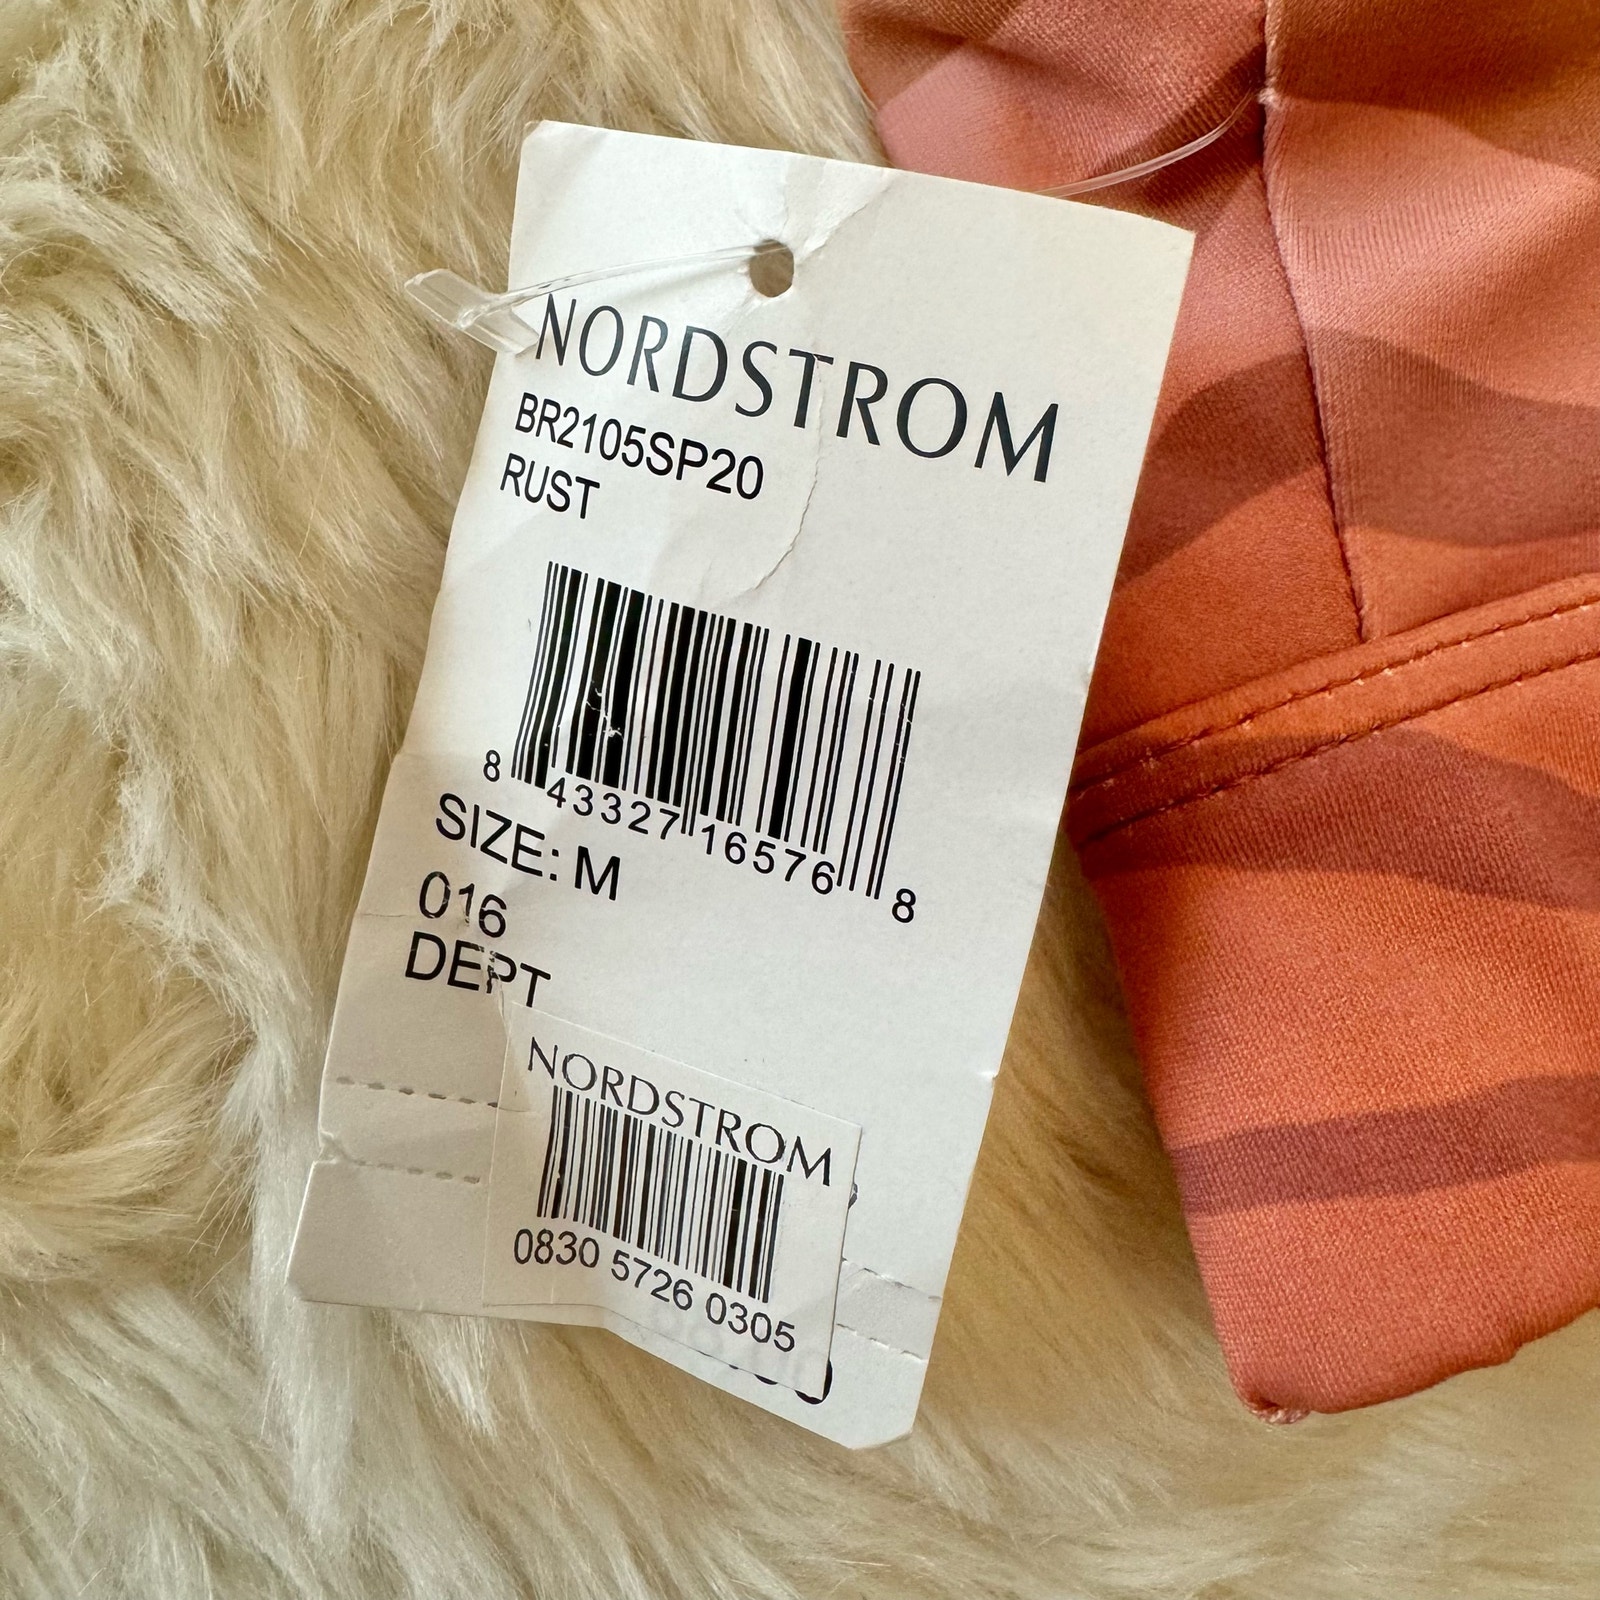 NORDSTROM
BR2105SP20
RUST
8 43327 16576 8
SIZE: M
016
DEPT
NORDSTROM
0830 5726 0305